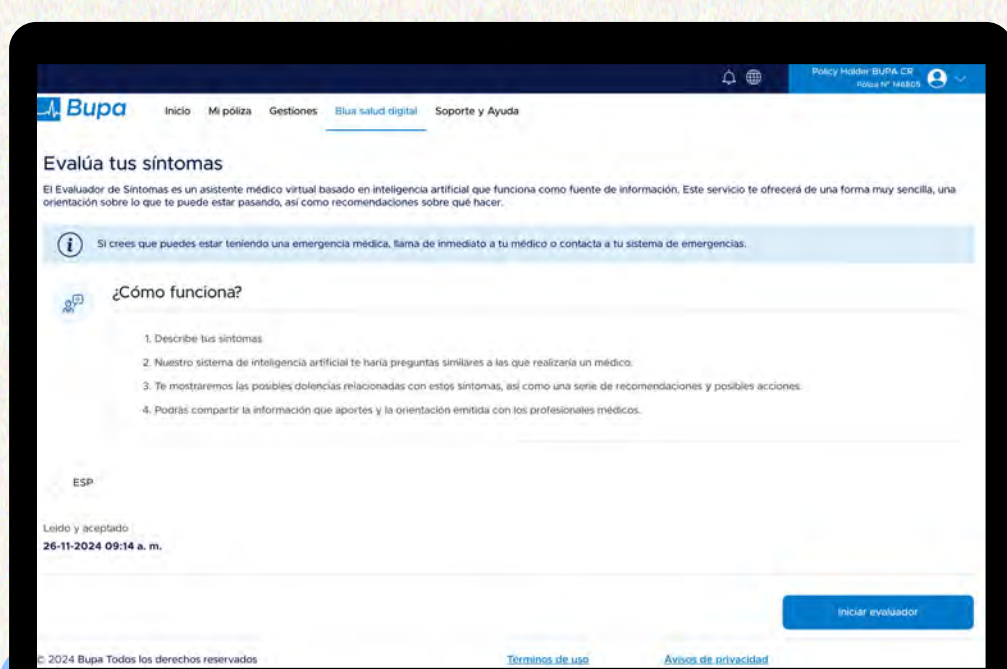 Policy Holder BUPA CR
Póliza N° 146805
Bupa Inicio Mi póliza Gestiones Blua salud digital Soporte y Ayuda
Evalúa tus síntomas
El Evaluador de Síntomas es un asistente médico virtual basado en inteligencia artificial que funciona como fuente de información. Este servicio te ofrecerá de una forma muy sencilla, una
orientación sobre lo que te puede estar pasando, así como recomendaciones sobre qué hacer.
Si crees que puedes estar teniendo una emergencia médica, llama de inmediato a tu médico o contacta a tu sistema de emergencias.
¿Cómo funciona?
1. Describe tus síntomas
2. Nuestro sistema de inteligencia artificial te haría preguntas similares a las que realizaría un médico.
3. Te mostraremos las posibles dolencias relacionadas con estos síntomas, así como una serie de recomendaciones y posibles acciones.
4. Podrás compartir la información que aportes y la orientación emitida con los profesionales médicos.
ESP
Leído y aceptado
26-11-2024 09:14 a. m.
Iniciar evaluador
© 2024 Bupa Todos los derechos reservados Términos de uso Avisos de privacidad